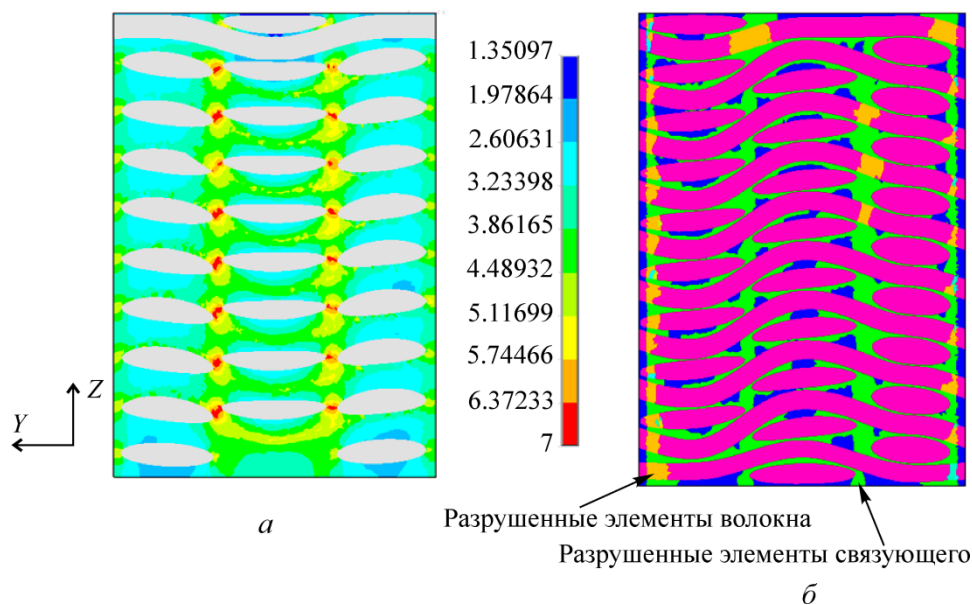 1.35097
1.97864
2.60631
3.23398
3.86165
4.48932
5.11699
5.74466
6.37233
7
Z
Y
а
Разрушенные элементы волокна
Разрушенные элементы связующего
б